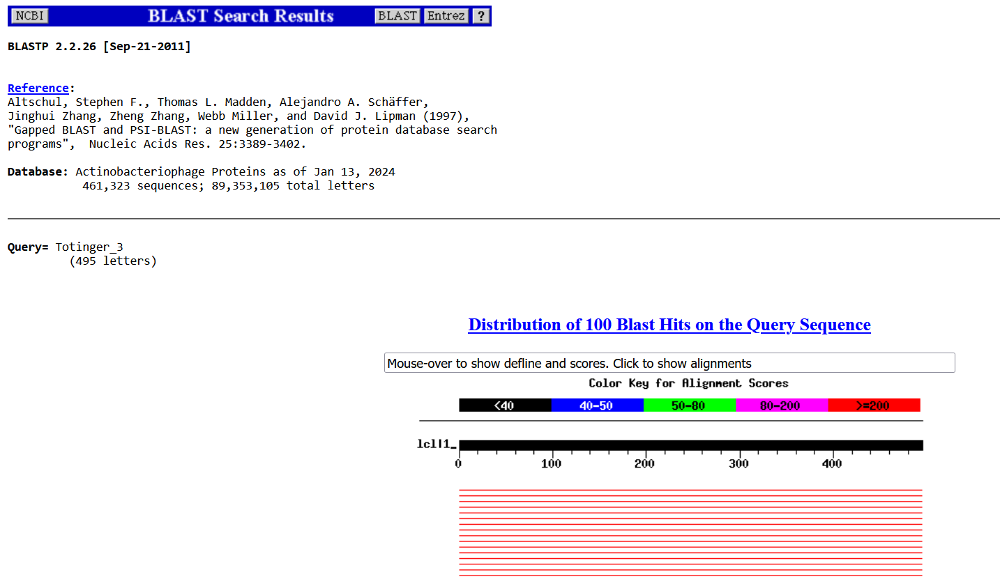 NCBI BLAST Search Results BLAST Entrez ?
BLASTP 2.2.26 [Sep-21-2011]
Reference:
Altschul, Stephen F., Thomas L. Madden, Alejandro A. Schäffer,
Jinghui Zhang, Zheng Zhang, Webb Miller, and David J. Lipman (1997),
"Gapped BLAST and PSI-BLAST: a new generation of protein database search
programs",  Nucleic Acids Res. 25:3389-3402.
Database: Actinobacteriophage Proteins as of Jan 13, 2024
461,323 sequences; 89,353,105 total letters
Query= Totinger_3
(495 letters)
Distribution of 100 Blast Hits on the Query Sequence
Mouse-over to show defline and scores. Click to show alignments
Color Key for Alignment Scores
<40 40-50 50-80 80-200 >=200
lcl|1_
0 100 200 300 400